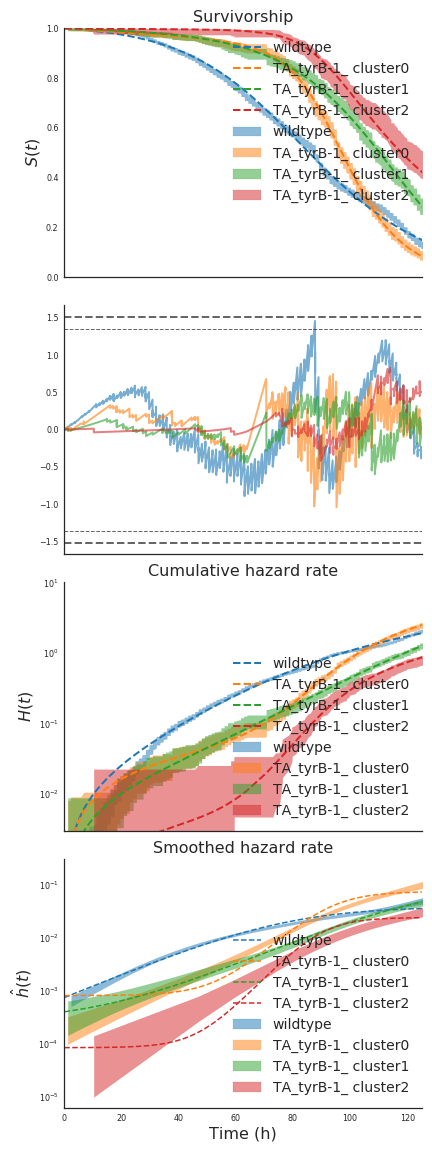 Survivorship
1.0
0.8
0.6
0.4
0.2
0.0
S(t)
wildtype
TA_tyrB-1_ cluster0
TA_tyrB-1_ cluster1
TA_tyrB-1_ cluster2
wildtype
TA_tyrB-1_ cluster0
TA_tyrB-1_ cluster1
TA_tyrB-1_ cluster2
1.5
1.0
0.5
0.0
−0.5
−1.0
−1.5
Cumulative hazard rate
10¹
10⁰
10⁻¹
10⁻²
H(t)
wildtype
TA_tyrB-1_ cluster0
TA_tyrB-1_ cluster1
TA_tyrB-1_ cluster2
wildtype
TA_tyrB-1_ cluster0
TA_tyrB-1_ cluster1
TA_tyrB-1_ cluster2
Smoothed hazard rate
10⁻¹
10⁻²
10⁻³
10⁻⁴
10⁻⁵
ĥ(t)
wildtype
TA_tyrB-1_ cluster0
TA_tyrB-1_ cluster1
TA_tyrB-1_ cluster2
wildtype
TA_tyrB-1_ cluster0
TA_tyrB-1_ cluster1
TA_tyrB-1_ cluster2
0 20 40 60 80 100 120
Time (h)